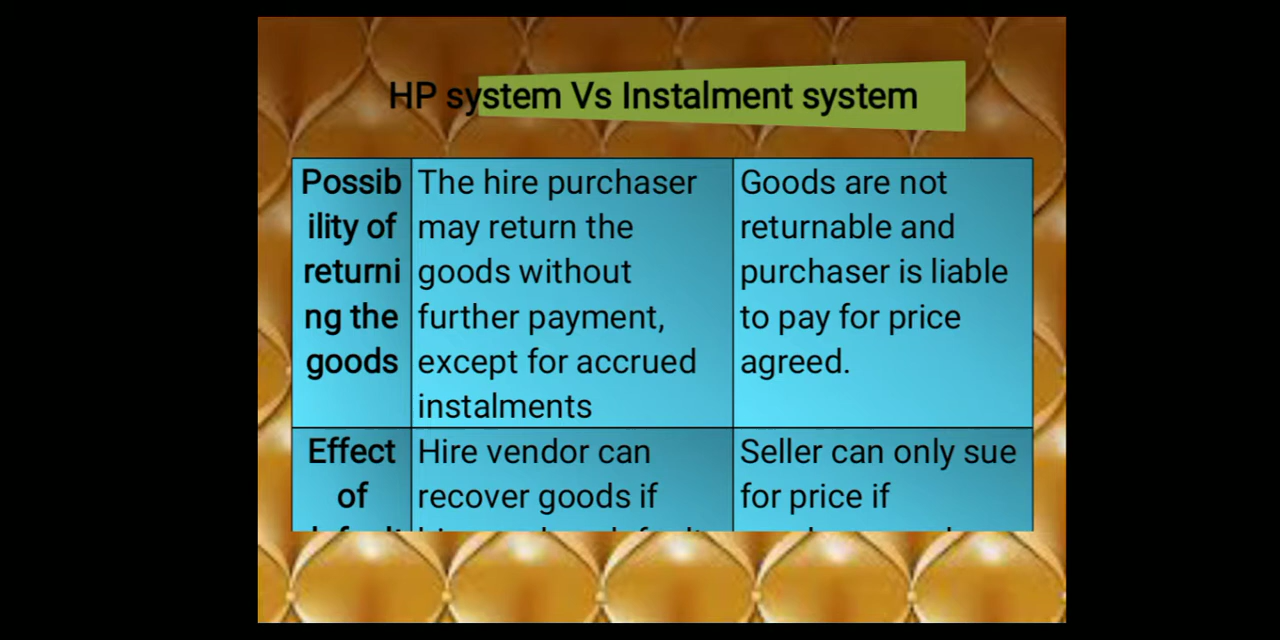 HP system Vs Instalment system
Possib
ility of
returni
ng the
goods
The hire purchaser
may return the
goods without
further payment,
except for accrued
instalments
Goods are not
returnable and
purchaser is liable
to pay for price
agreed.
Effect
of
Hire vendor can
recover goods if
Seller can only sue
for price if